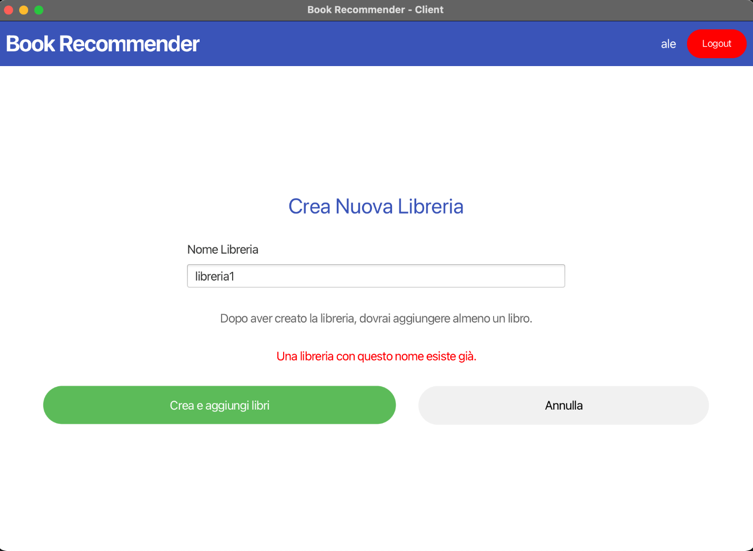 Book Recommender - Client
Book Recommender
ale
Logout
Crea Nuova Libreria
Nome Libreria
libreria1
Dopo aver creato la libreria, dovrai aggiungere almeno un libro.
Una libreria con questo nome esiste già.
Crea e aggiungi libri
Annulla